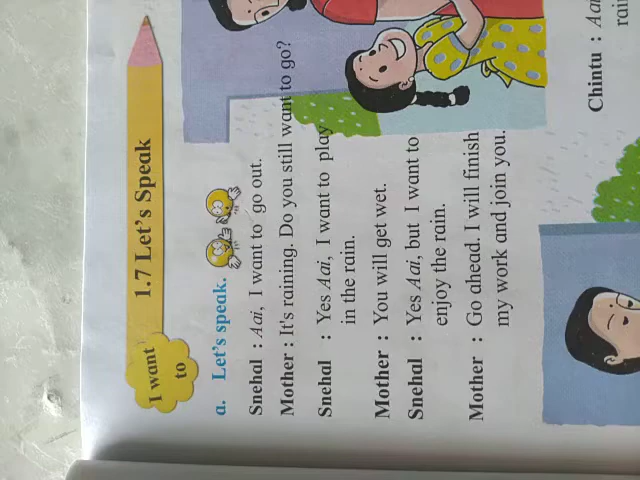 1.7 Let's Speak
I want
to
a. Let's speak.
Snehal : Aai, I want to go out.
Mother : It's raining. Do you still want to go?
Snehal : Yes Aai, I want to play
in the rain.
Mother : You will get wet.
Snehal : Yes Aai, but I want to
enjoy the rain.
Mother : Go ahead. I will finish
my work and join you.
Chintu : Aai